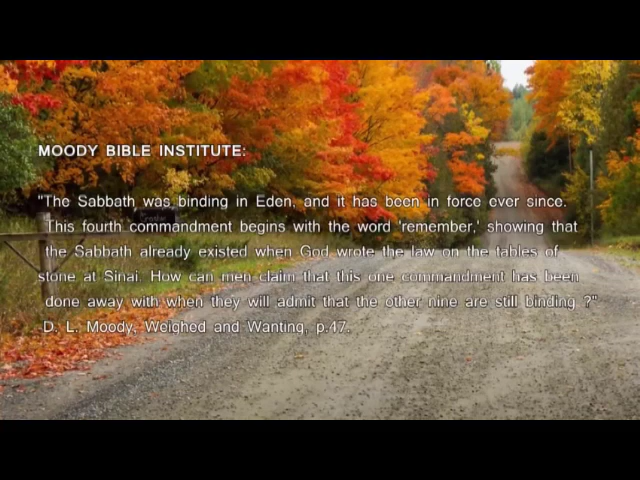 MOODY BIBLE INSTITUTE:
"The Sabbath was binding in Eden, and it has been in force ever since.
This fourth commandment begins with the word 'remember,' showing that
the Sabbath already existed when God wrote the law on the tables of
stone at Sinai. How can men claim that this one commandment has been
done away with when they will admit that the other nine are still binding ?"
D. L. Moody, Weighed and Wanting, p.47.